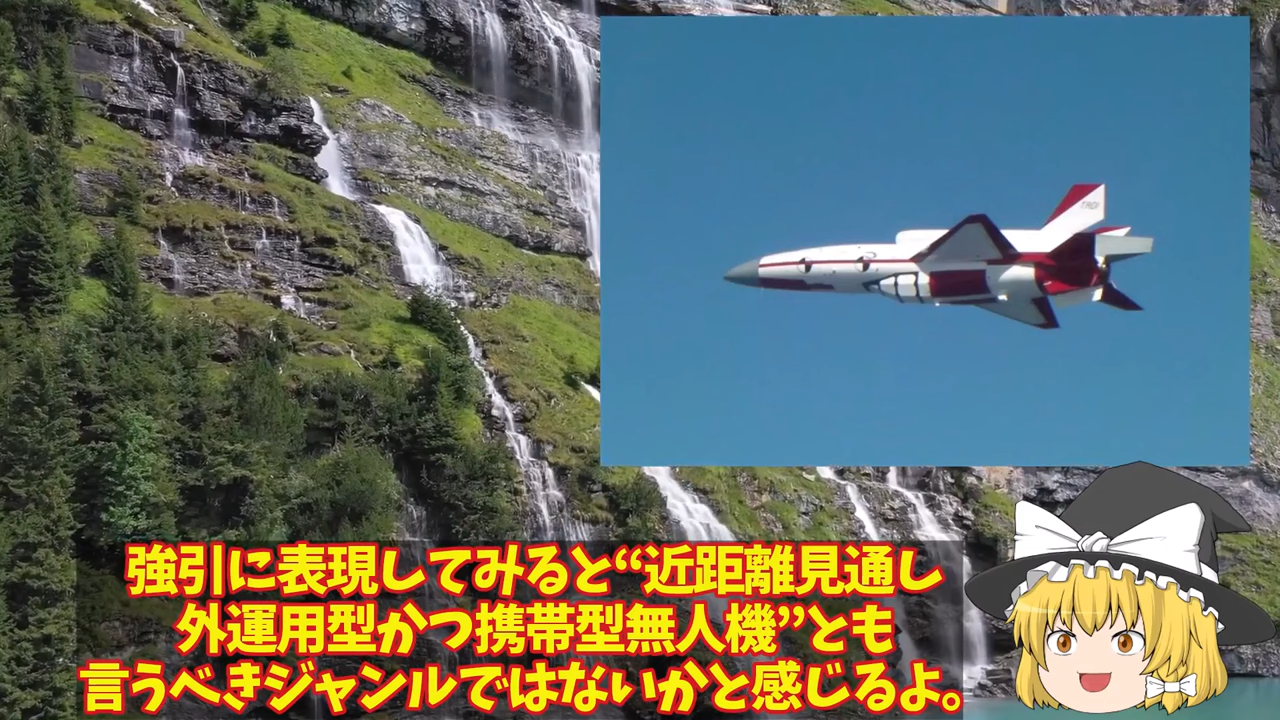 TRDI
強引に表現してみると“近距離見通し
外運用型かつ携帯型無人機”とも
言うべきジャンルではないかと感じるよ。